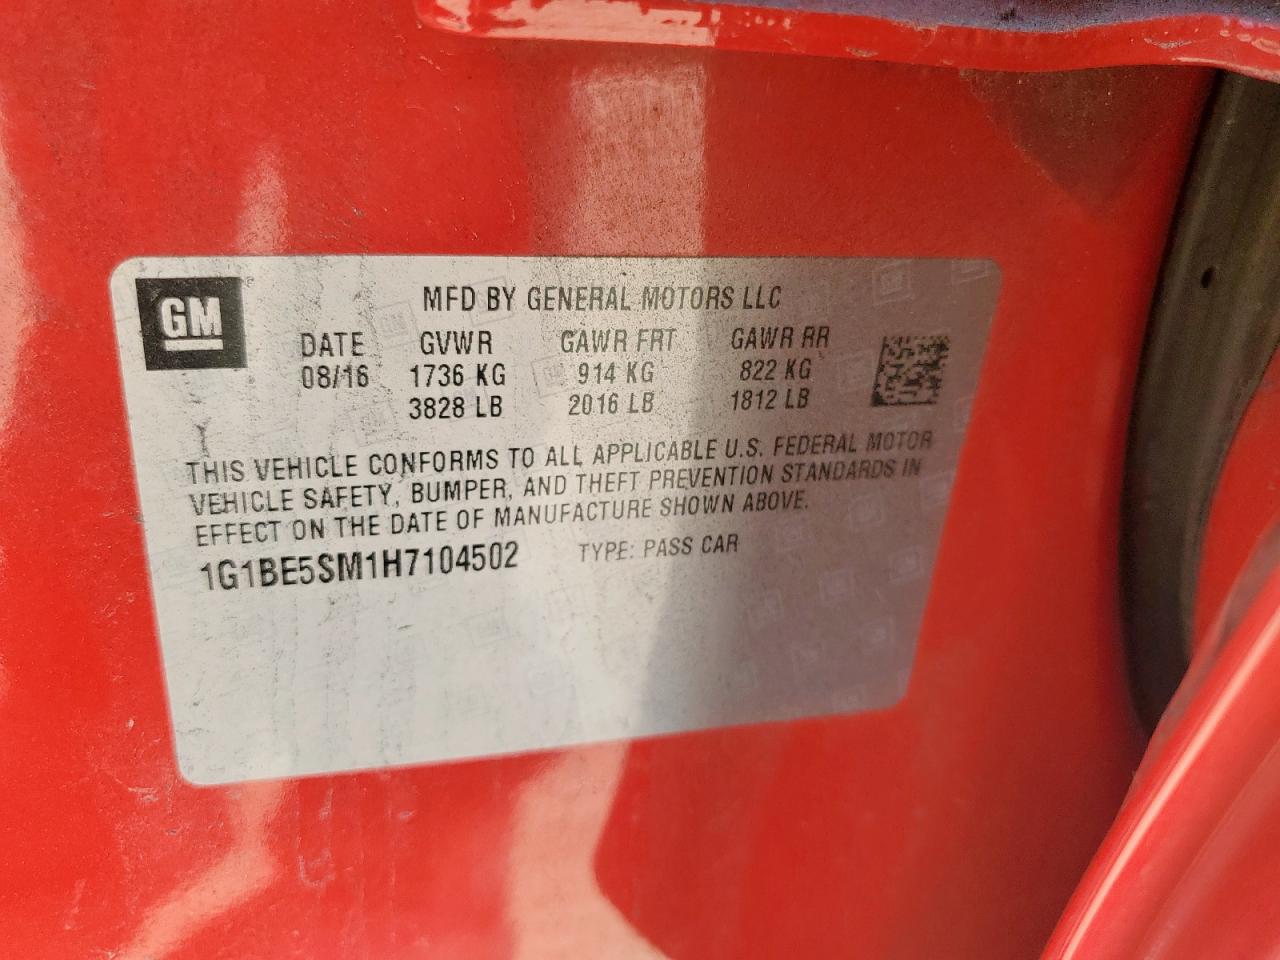 GM
MFD BY GENERAL MOTORS LLC
DATE GVWR GAWR FRT GAWR RR
08/16 1736 KG 914 KG 822 KG
3828 LB 2016 LB 1812 LB
THIS VEHICLE CONFORMS TO ALL APPLICABLE U.S. FEDERAL MOTOR
VEHICLE SAFETY, BUMPER, AND THEFT PREVENTION STANDARDS IN
EFFECT ON THE DATE OF MANUFACTURE SHOWN ABOVE.
1G1BE5SM1H7104502 TYPE: PASS CAR